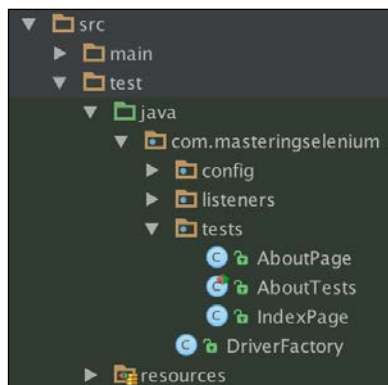 src
main
test
java
com.masteringselenium
config
listeners
tests
AboutPage
AboutTests
IndexPage
DriverFactory
resources